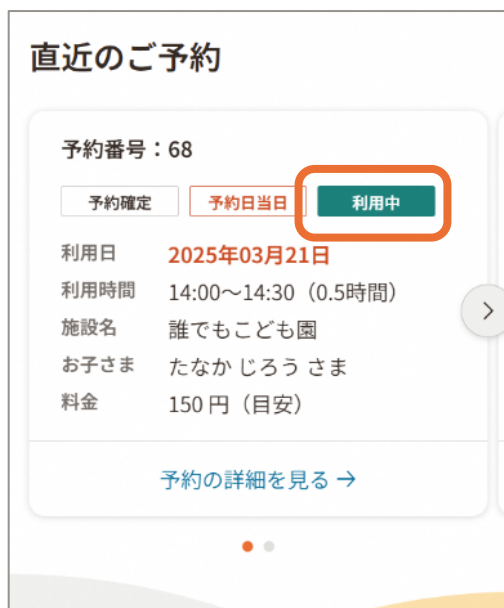 直近のご予約
予約番号：68
予約確定 予約日当日 利用中
利用日 2025年03月21日
利用時間 14:00～14:30（0.5時間）
施設名 誰でもこども園
お子さま たなか じろう さま
料金 150 円（目安）
予約の詳細を見る →